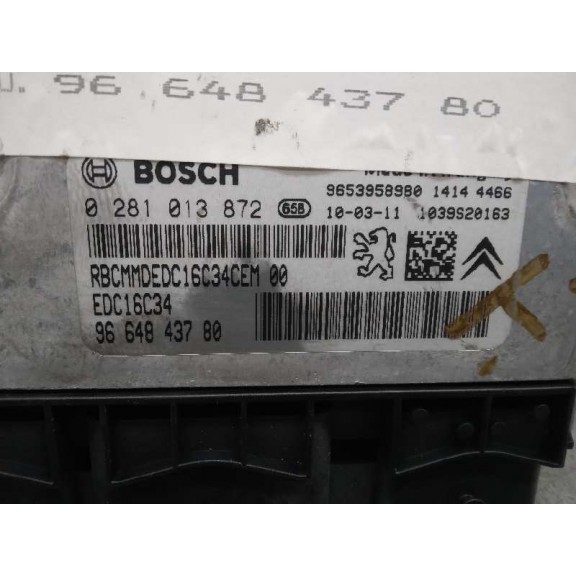 96 648 437 80
BOSCH
9653958980 1414 4466
0 281 013 872 658 10-03-11 1039S20163
RBCMMDEDC16C34CEM 00
EDC16C34
96 648 437 80